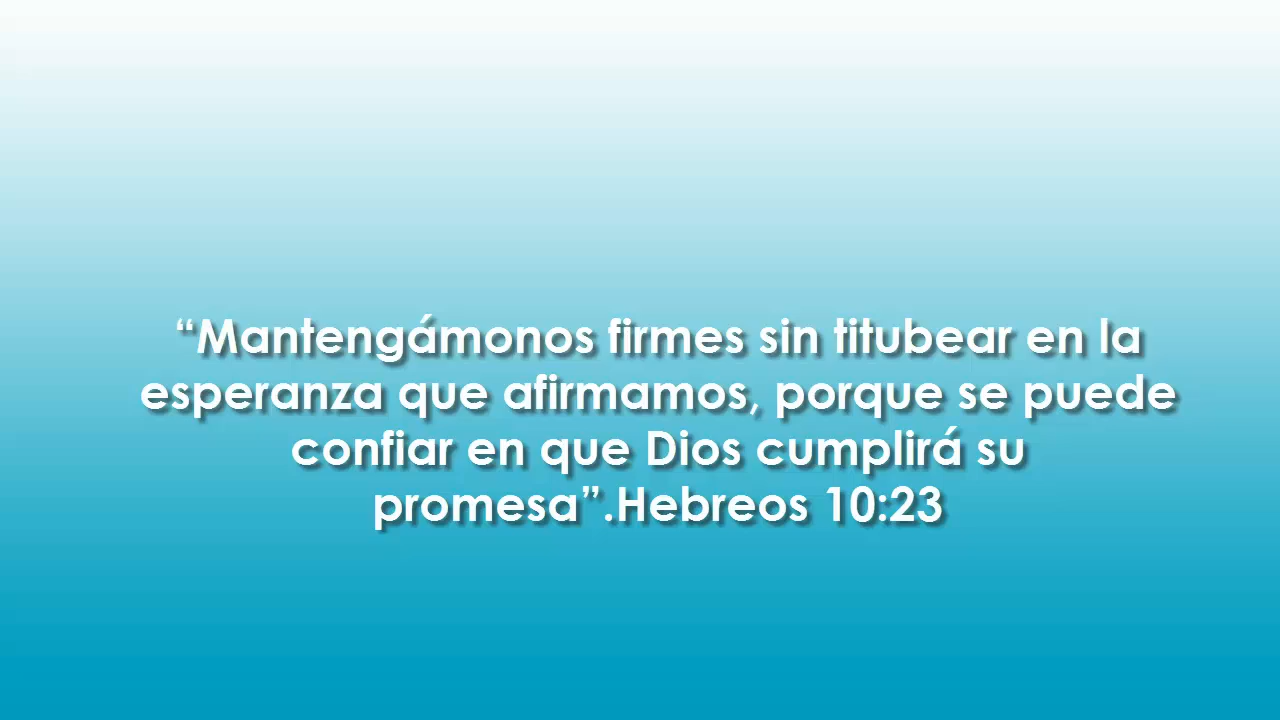 “Mantengámonos firmes sin titubear en la
esperanza que afirmamos, porque se puede
confiar en que Dios cumplirá su
promesa”.Hebreos 10:23